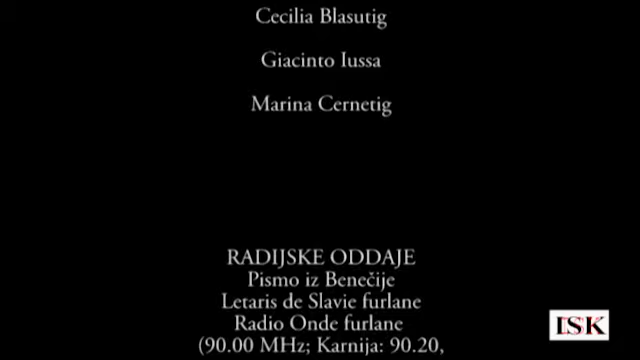 Cecilia Blasutig
Giacinto Iussa
Marina Cernetig
RADIJSKE ODDAJE
Pismo iz Benečije
Letaris de Slavie furlane
Radio Onde furlane
(90.00 MHz; Karnija: 90.20,
ISK